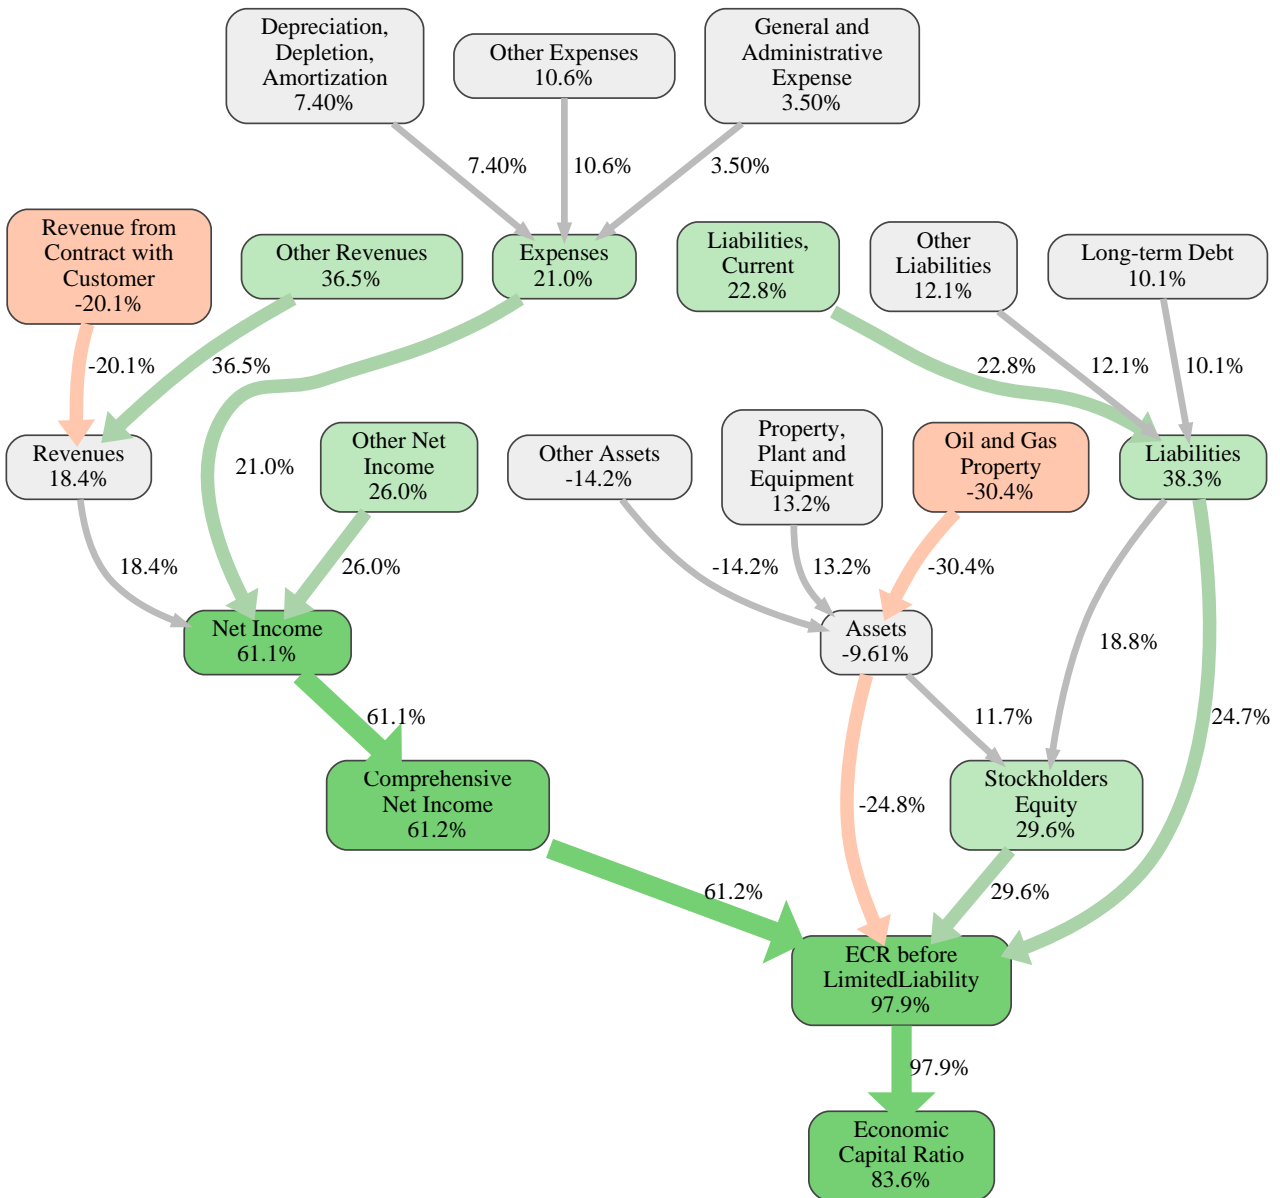 Depreciation,
Depletion,
Amortization
7.40%
Other Expenses
10.6%
General and
Administrative
Expense
3.50%
7.40%
10.6%
3.50%
Revenue from
Contract with
Customer
-20.1%
Other Revenues
36.5%
Expenses
21.0%
Liabilities,
Current
22.8%
Other
Liabilities
12.1%
Long-term Debt
10.1%
-20.1%
36.5%
22.8%
12.1%
10.1%
Revenues
18.4%
21.0%
Other Net
Income
26.0%
Other Assets
-14.2%
Property,
Plant and
Equipment
13.2%
Oil and Gas
Property
-30.4%
Liabilities
38.3%
18.4%
26.0%
-14.2%
13.2%
-30.4%
Net Income
61.1%
Assets
-9.61%
18.8%
61.1%
11.7%
24.7%
Comprehensive
Net Income
61.2%
-24.8%
Stockholders
Equity
29.6%
61.2%
29.6%
ECR before
LimitedLiability
97.9%
97.9%
Economic
Capital Ratio
83.6%